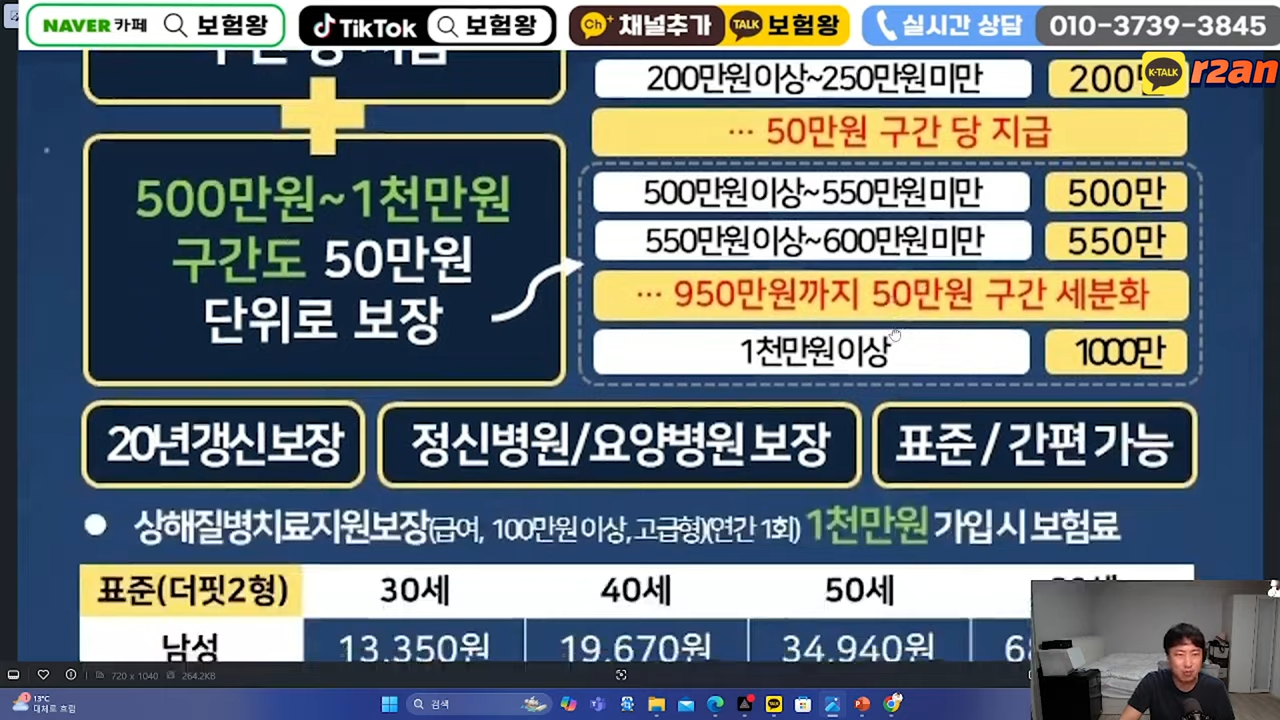 NAVER 카페 보험왕
TikTok 보험왕
Ch+ 채널추가 TALK 보험왕
실시간 상담 010-3739-3845
K-TALK r2an
200만원 이상~250만원 미만
… 50만원 구간 당 지급
500만원~1천만원
구간도 50만원
단위로 보장
500만원 이상~550만원 미만 500만
550만원 이상~600만원 미만 550만
… 950만원까지 50만원 구간 세분화
1천만원 이상 1000만
20년갱신보장
정신병원/요양병원 보장
표준 / 간편 가능
상해질병치료지원보장(급여, 100만원 이상, 고급형)(연간 1회) 1천만원 가입 시 보험료
표준(더핏2형) 30세 40세 50세
남성 13,350원 19,670원 34,940원
720 x 1040 264.2KB
13°C
대체로 흐림
검색